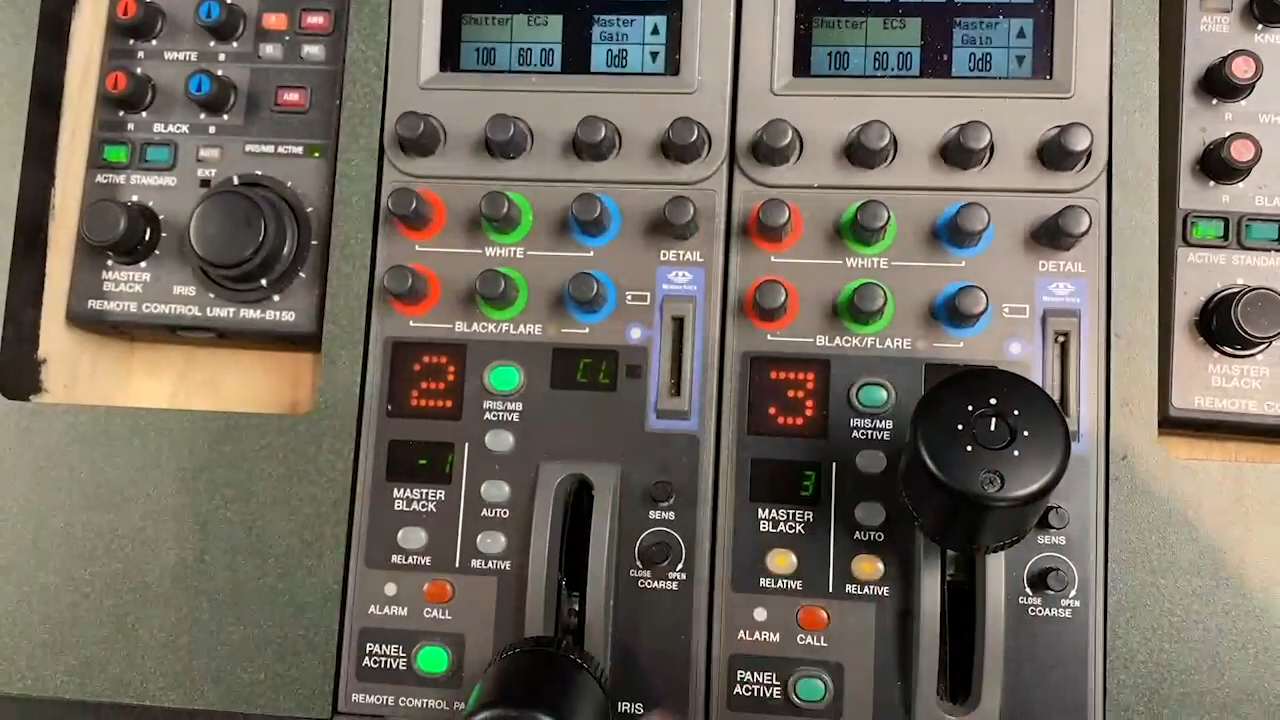 R WHITE B
R BLACK B
AUTO
IRIS/MB ACTIVE
ACTIVE STANDARD
EXT
MASTER
BLACK
IRIS
REMOTE CONTROL UNIT RM-B150
Shutter ECS Master
Gain
100 60.00 0dB
WHITE
DETAIL
BLACK/FLARE
2
CL
IRIS/MB
ACTIVE
-1
MASTER
BLACK
AUTO
SENS
RELATIVE
RELATIVE
CLOSE OPEN
COARSE
ALARM
CALL
PANEL
ACTIVE
IRIS
Shutter ECS Master
Gain
100 60.00 0dB
WHITE
DETAIL
BLACK/FLARE
3
IRIS/MB
ACTIVE
3
MASTER
BLACK
AUTO
SENS
RELATIVE
RELATIVE
CLOSE OPEN
COARSE
ALARM
CALL
PANEL
ACTIVE
AUTO
KNEE
R
R
ACTIVE
MASTER
BLACK
REMOTE